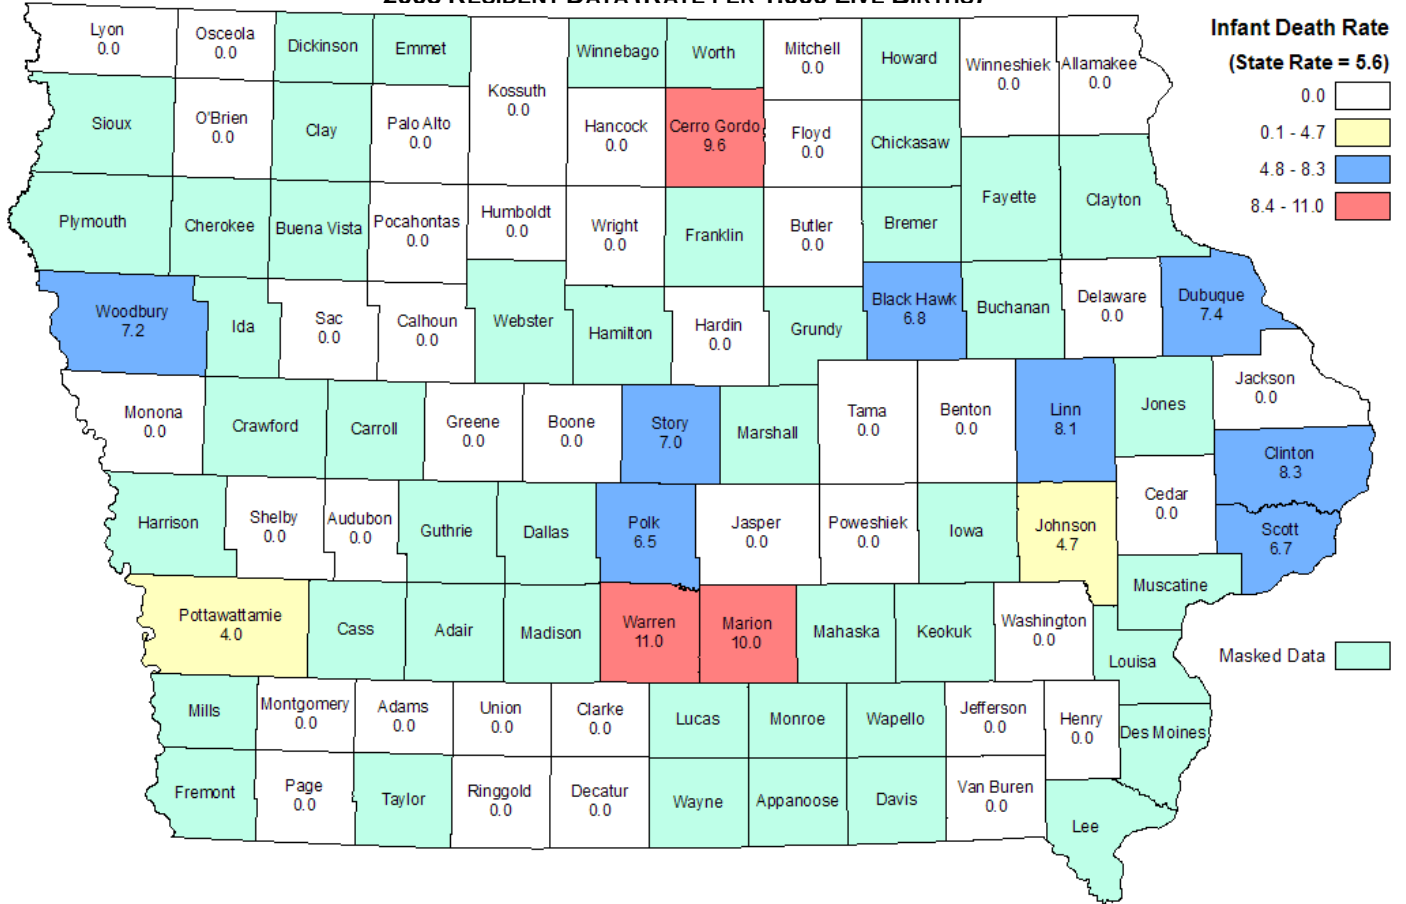 RESIDENT DATA (RATE PER 1,000 LIVE BIRTHS)
Infant Death Rate
(State Rate = 5.6)
0.0
0.1 - 4.7
4.8 - 8.3
8.4 - 11.0
Lyon
0.0
Osceola
0.0
Dickinson
Emmet
Kossuth
0.0
Winnebago
Worth
Mitchell
0.0
Howard
Winneshiek
0.0
Allamakee
0.0
Sioux
O'Brien
0.0
Clay
Palo Alto
0.0
Hancock
0.0
Cerro Gordo
9.6
Floyd
0.0
Chickasaw
Fayette
Clayton
Plymouth
Cherokee
Buena Vista
Pocahontas
0.0
Humboldt
0.0
Wright
0.0
Franklin
Butler
0.0
Bremer
Woodbury
7.2
Ida
Sac
0.0
Calhoun
0.0
Webster
Hamilton
Hardin
0.0
Grundy
Black Hawk
6.8
Buchanan
Delaware
0.0
Dubuque
7.4
Monona
0.0
Crawford
Carroll
Greene
0.0
Boone
0.0
Story
7.0
Marshall
Tama
0.0
Benton
0.0
Linn
8.1
Jones
Jackson
0.0
Clinton
8.3
Harrison
Shelby
0.0
Audubon
0.0
Guthrie
Dallas
Polk
6.5
Jasper
0.0
Poweshiek
0.0
Iowa
Johnson
4.7
Cedar
0.0
Scott
6.7
Muscatine
Pottawattamie
4.0
Cass
Adair
Madison
Warren
11.0
Marion
10.0
Mahaska
Keokuk
Washington
0.0
Louisa
Masked Data
Mills
Montgomery
0.0
Adams
0.0
Union
0.0
Clarke
0.0
Lucas
Monroe
Wapello
Jefferson
0.0
Henry
0.0
Des Moines
Fremont
Page
0.0
Taylor
Ringgold
0.0
Decatur
0.0
Wayne
Appanoose
Davis
Van Buren
0.0
Lee